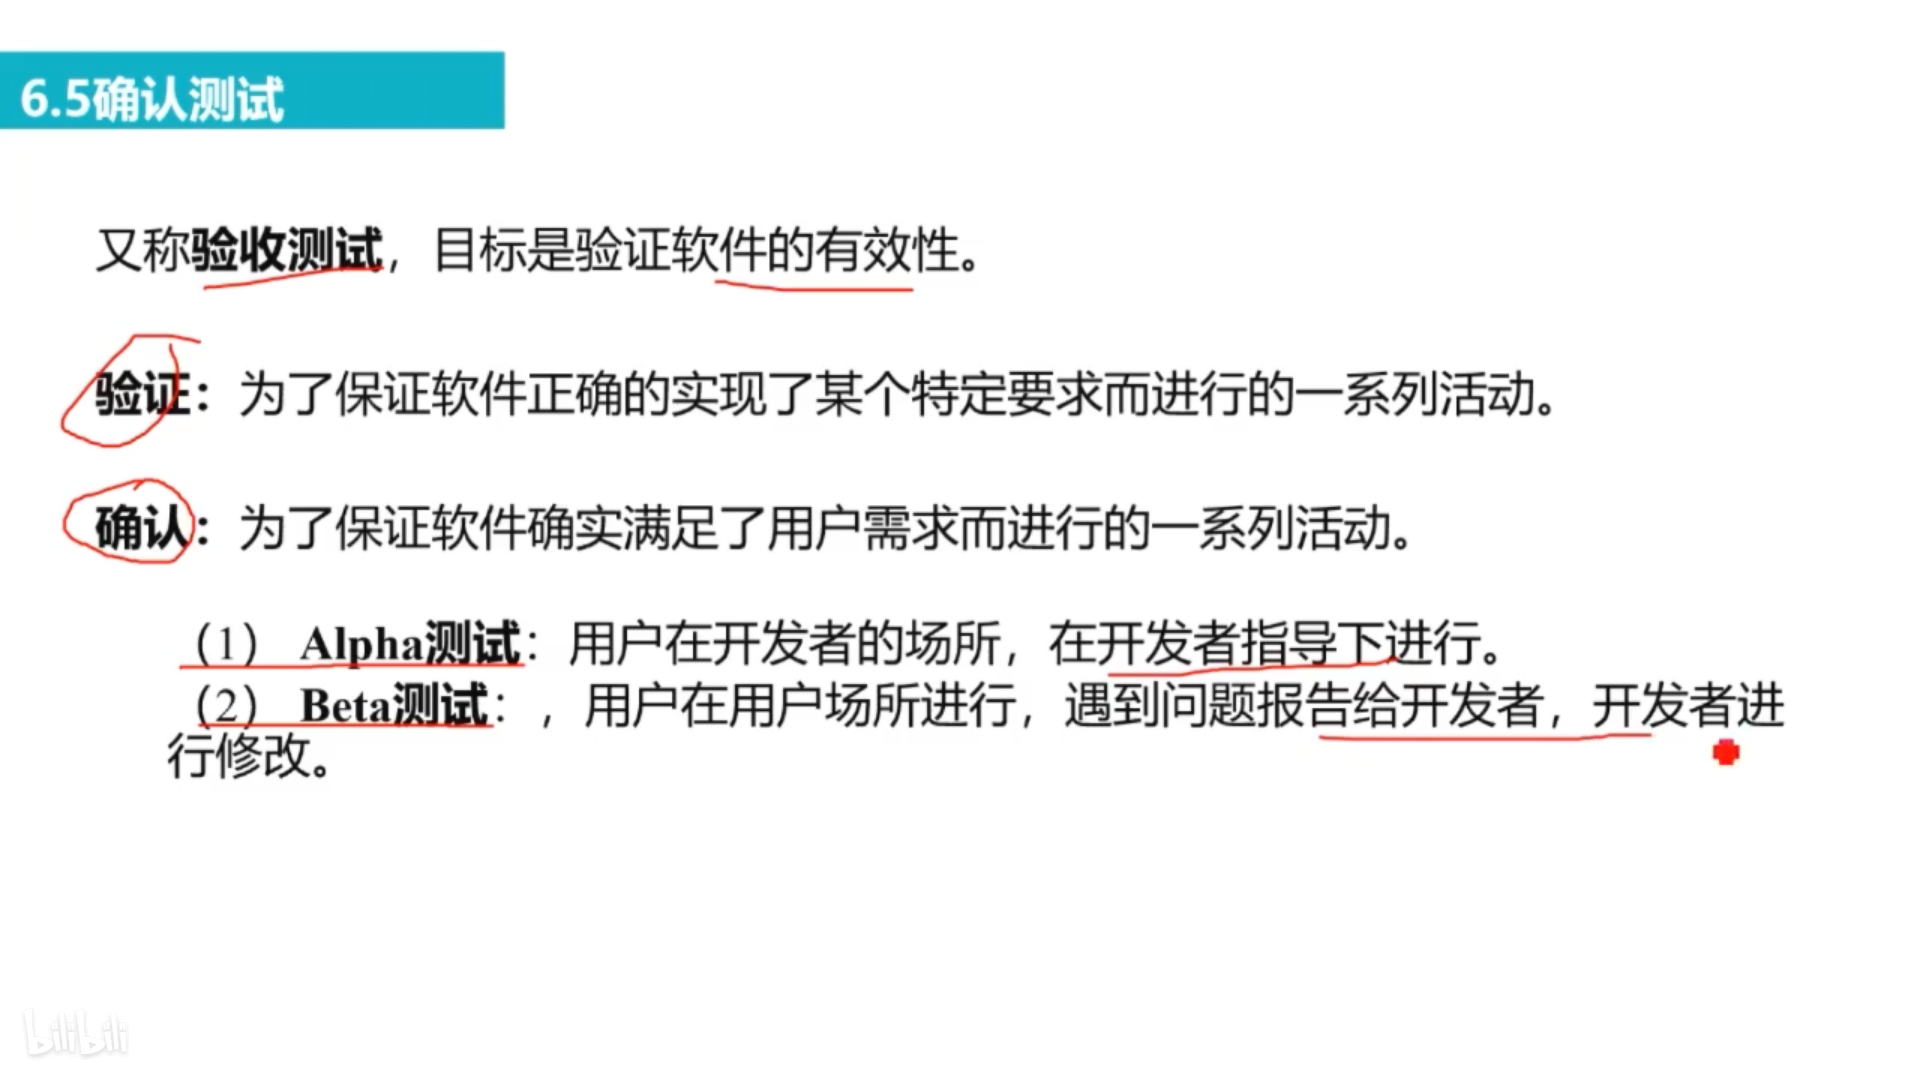 6.5确认测试
又称验收测试，目标是验证软件的有效性。
验证：为了保证软件正确的实现了某个特定要求而进行的一系列活动。
确认：为了保证软件确实满足了用户需求而进行的一系列活动。
（1） Alpha测试：用户在开发者的场所，在开发者指导下进行。
（2） Beta测试：，用户在用户场所进行，遇到问题报告给开发者，开发者进
行修改。
bilibili